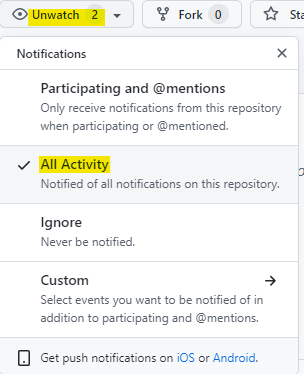 Unwatch 2 Fork 0
Notifications
Participating and @mentions
Only receive notifications from this repository
when participating or @mentioned.
All Activity
Notified of all notifications on this repository.
Ignore
Never be notified.
Custom
Select events you want to be notified of in
addition to participating and @mentions.
Get push notifications on iOS or Android.